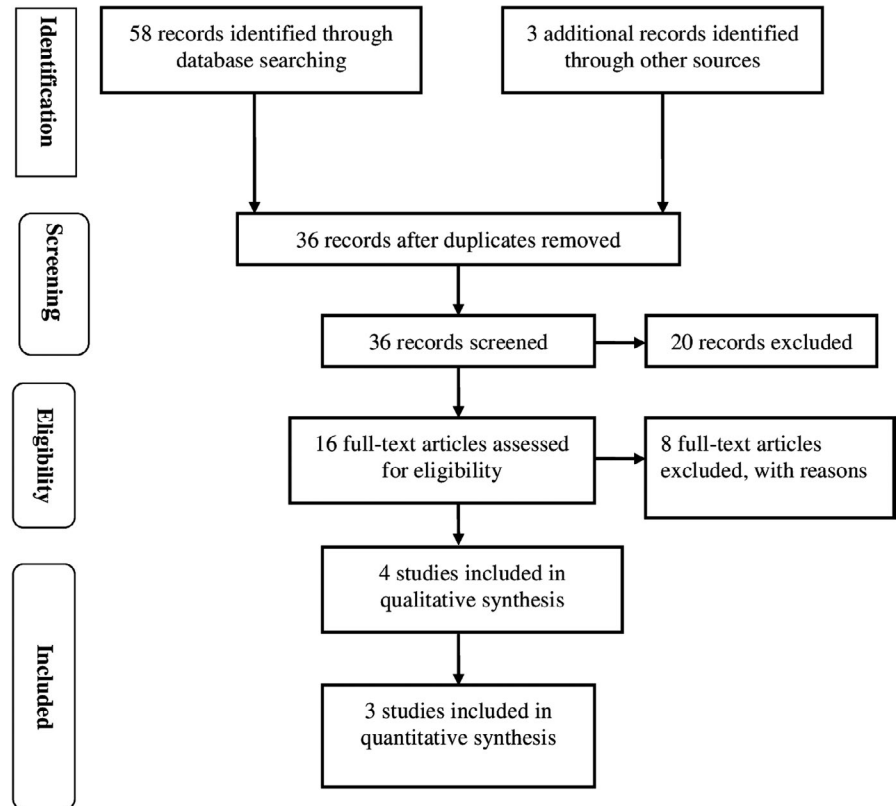 Identification
58 records identified through
database searching
3 additional records identified
through other sources
Screening
36 records after duplicates removed
36 records screened
20 records excluded
Eligibility
16 full-text articles assessed
for eligibility
8 full-text articles
excluded, with reasons
Included
4 studies included in
qualitative synthesis
3 studies included in
quantitative synthesis